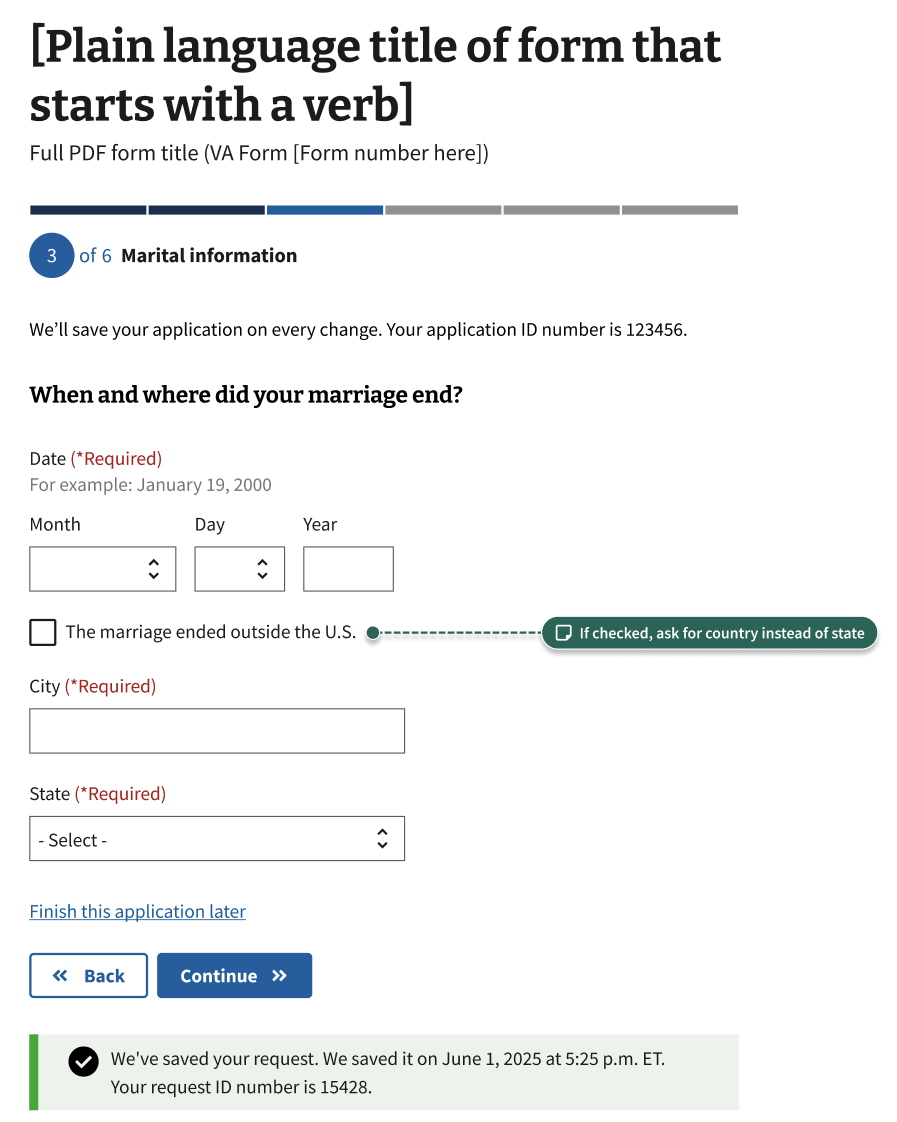 [Plain language title of form that
starts with a verb]
Full PDF form title (VA Form [Form number here])
3 of 6 Marital information
We’ll save your application on every change. Your application ID number is 123456.
When and where did your marriage end?
Date (*Required)
For example: January 19, 2000
Month Day Year
The marriage ended outside the U.S. If checked, ask for country instead of state
City (*Required)
State (*Required)
- Select -
Finish this application later
Back Continue
We've saved your request. We saved it on June 1, 2025 at 5:25 p.m. ET.
Your request ID number is 15428.